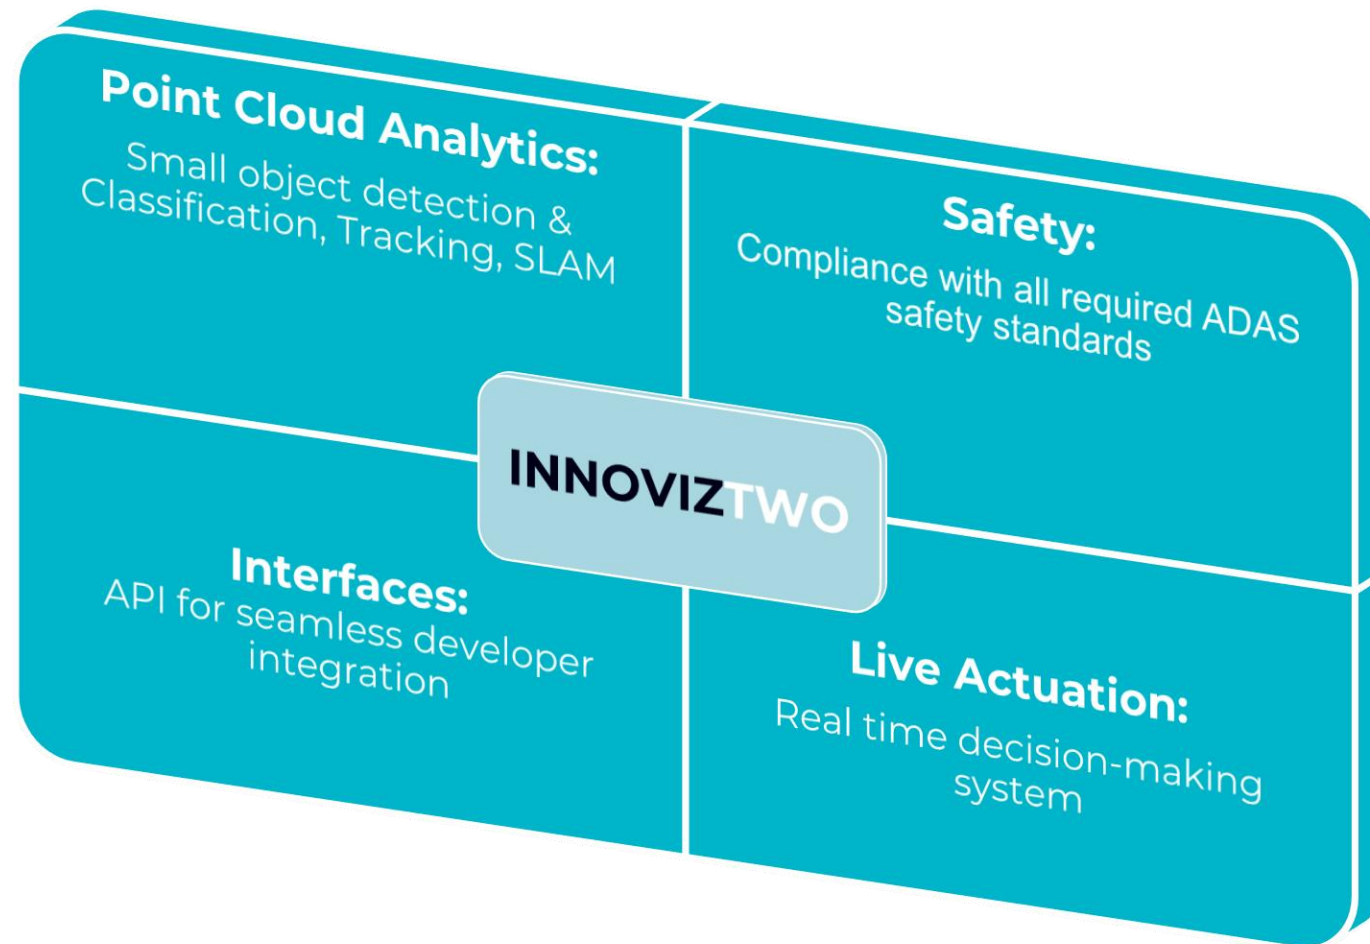 Point Cloud Analytics:
Small object detection &
Classification, Tracking, SLAM
Safety:
Compliance with all required ADAS
safety standards
INNOVIZTWO
Interfaces:
API for seamless developer
integration
Live Actuation:
Real time decision-making
system